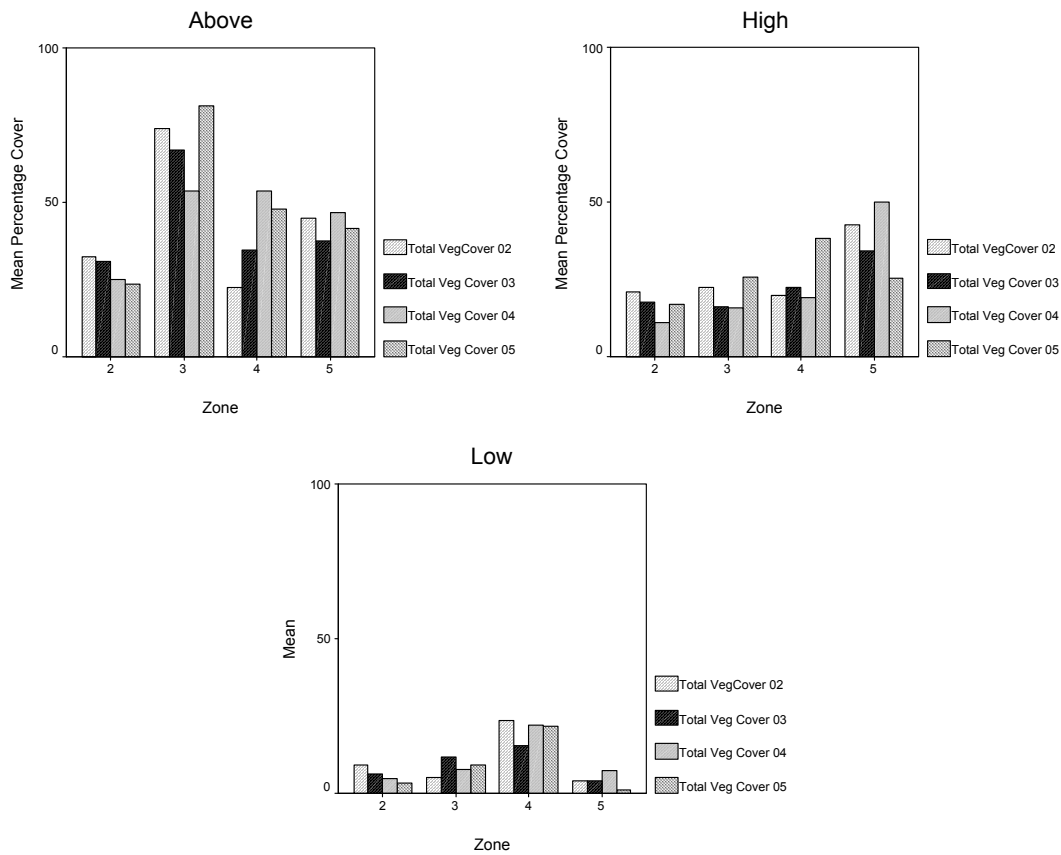 Above
100
50
0
Mean Percentage Cover
2 3 4 5
Zone
Total VegCover 02
Total Veg Cover 03
Total Veg Cover 04
Total Veg Cover 05
High
100
50
0
Mean Percentage Cover
2 3 4 5
Zone
Total VegCover 02
Total Veg Cover 03
Total Veg Cover 04
Total Veg Cover 05
Low
100
50
0
Mean
2 3 4 5
Zone
Total VegCover 02
Total Veg Cover 03
Total Veg Cover 04
Total Veg Cover 05